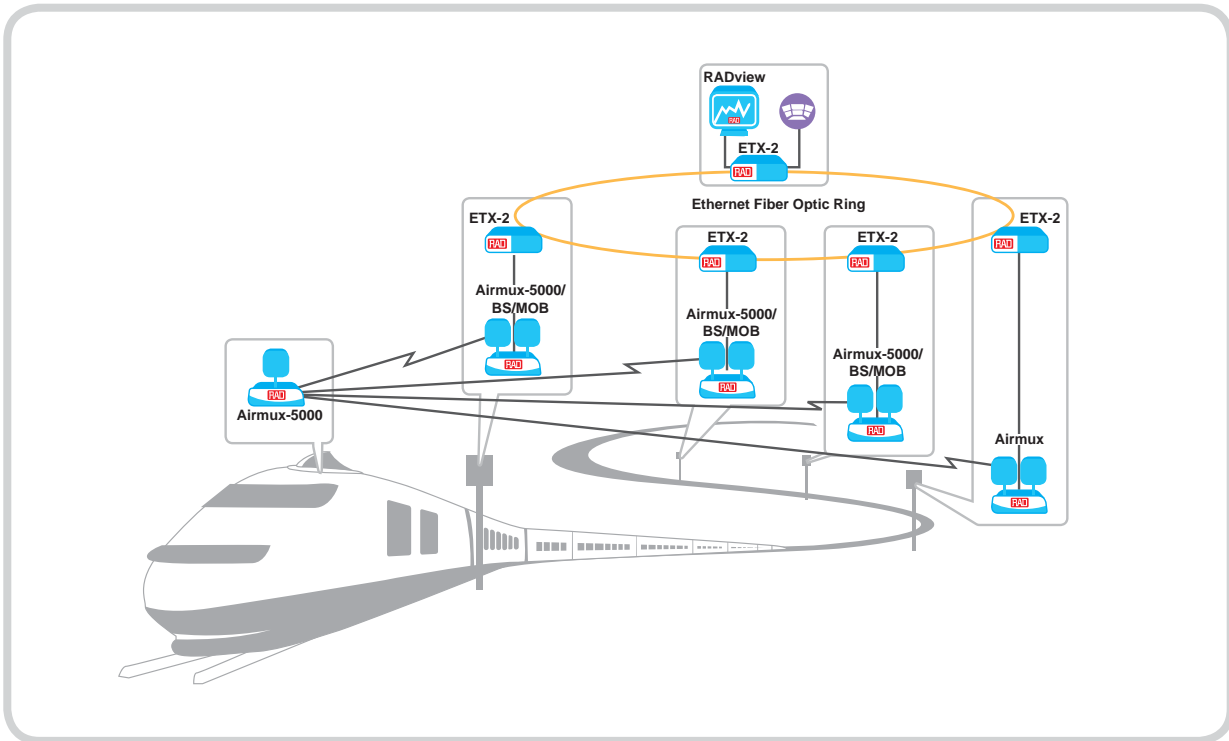 RADview
RAD
ETX-2
RAD
Ethernet Fiber Optic Ring
ETX-2
RAD
Airmux-5000/
BS/MOB
RAD
ETX-2
RAD
Airmux-5000/
BS/MOB
RAD
ETX-2
RAD
Airmux-5000/
BS/MOB
RAD
ETX-2
RAD
Airmux
RAD
RAD
Airmux-5000